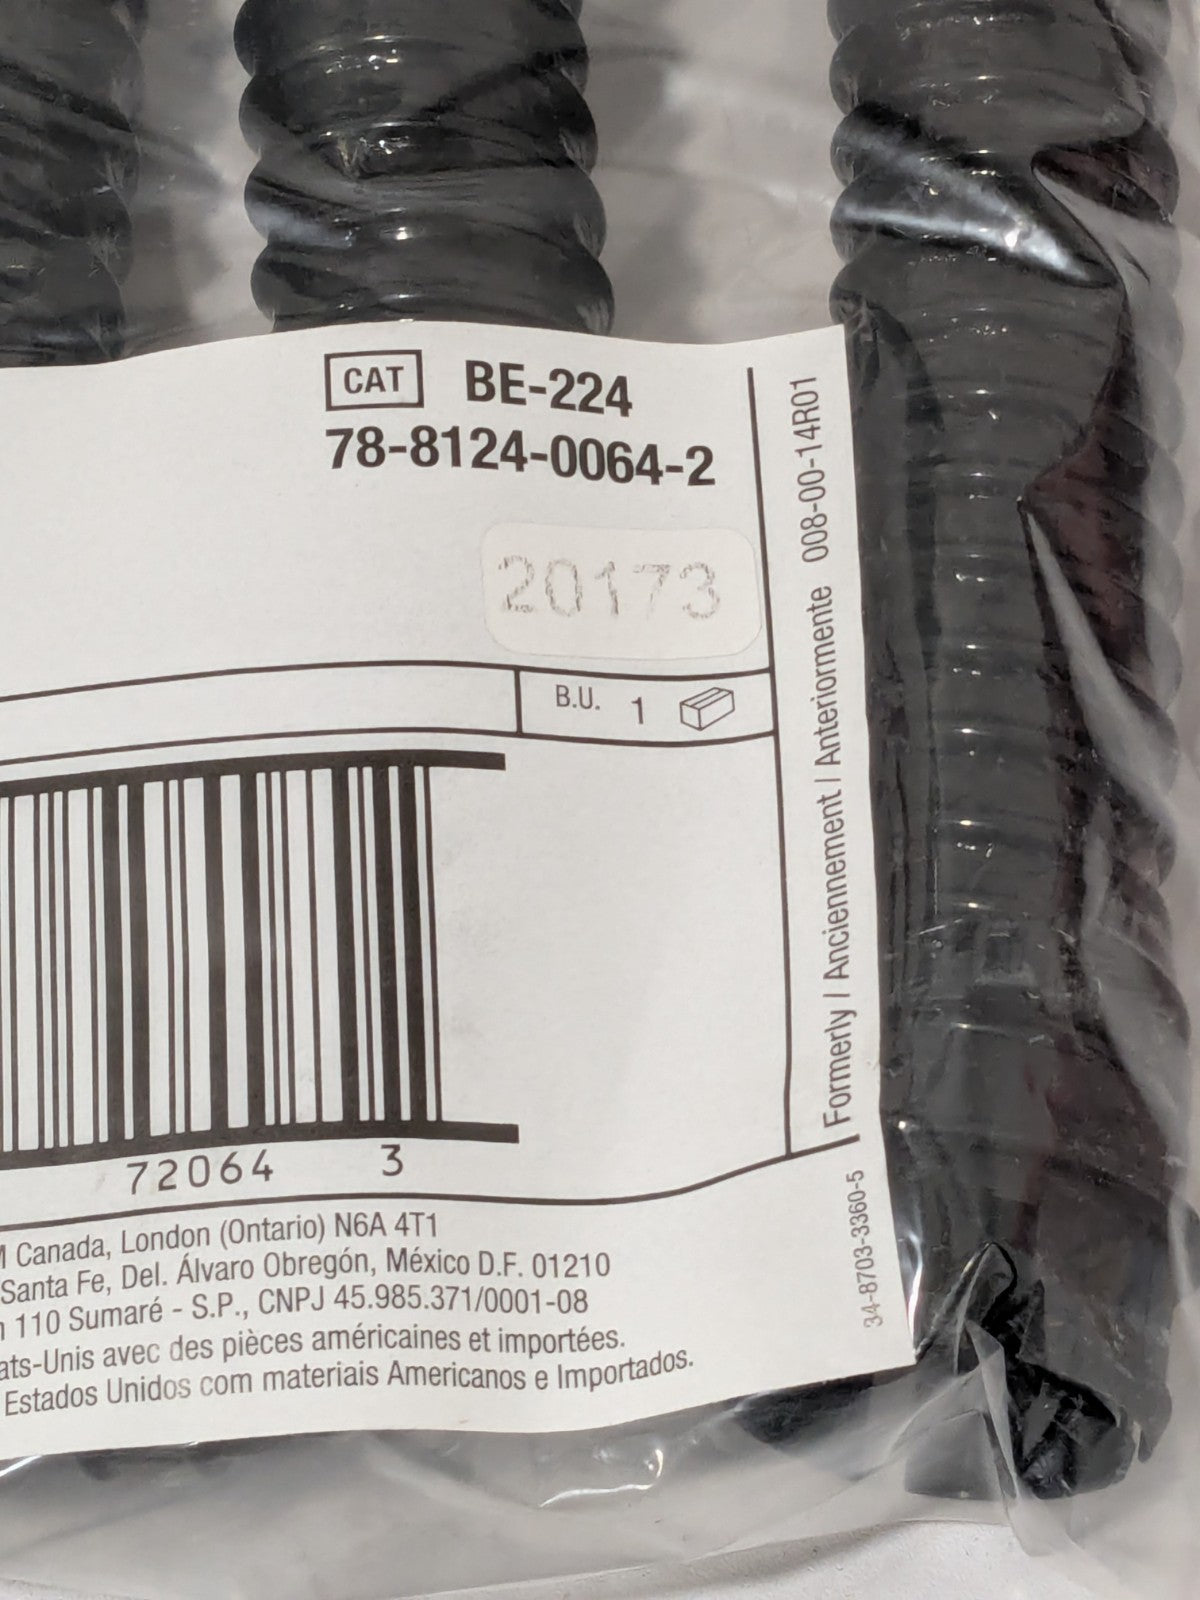 CAT BE-224
78-8124-0064-2
20173
B.U. 1
72064 3
Canada, London (Ontario) N6A 4T1
Santa Fe, Del. Álvaro Obregón, México D.F. 01210
110 Sumaré - S.P., CNPJ 45.985.371/0001-08
ats-Unis avec des pièces américaines et importées.
Estados Unidos com materiais Americanos e Importados.
Formerly / Anciennement / Anteriormente 008-00-14R01
34-8703-3360-5